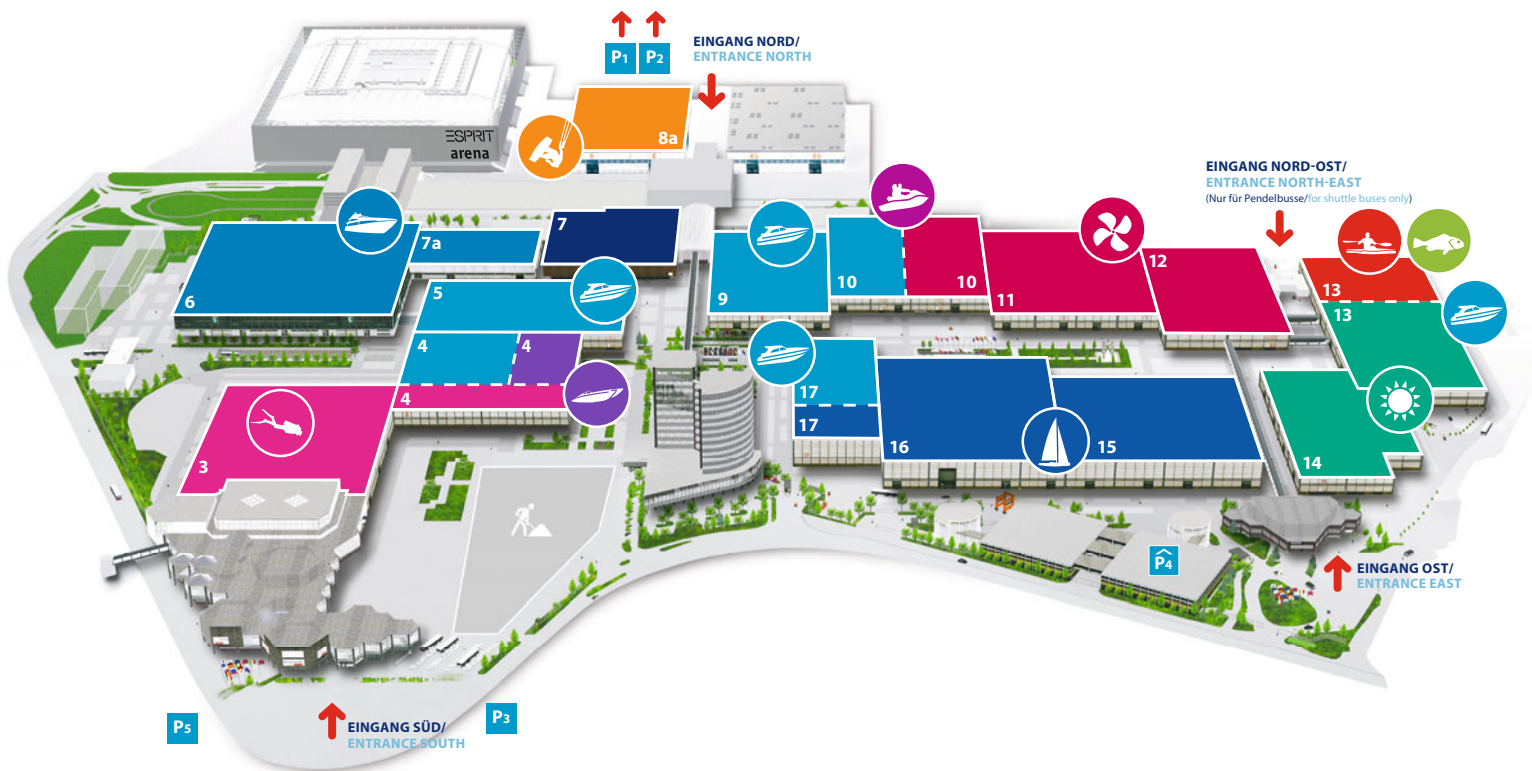 P1 P2
EINGANG NORD/
ENTRANCE NORTH
ESPRIT
arena
8a
EINGANG NORD-OST/
ENTRANCE NORTH-EAST
(Nur für Pendelbusse/for shuttle buses only)
7
7a
6
5
4
4
4
3
9
10
10
11
12
13
13
14
17
17
16
15
P4
EINGANG OST/
ENTRANCE EAST
P5
EINGANG SÜD/
ENTRANCE SOUTH
P3